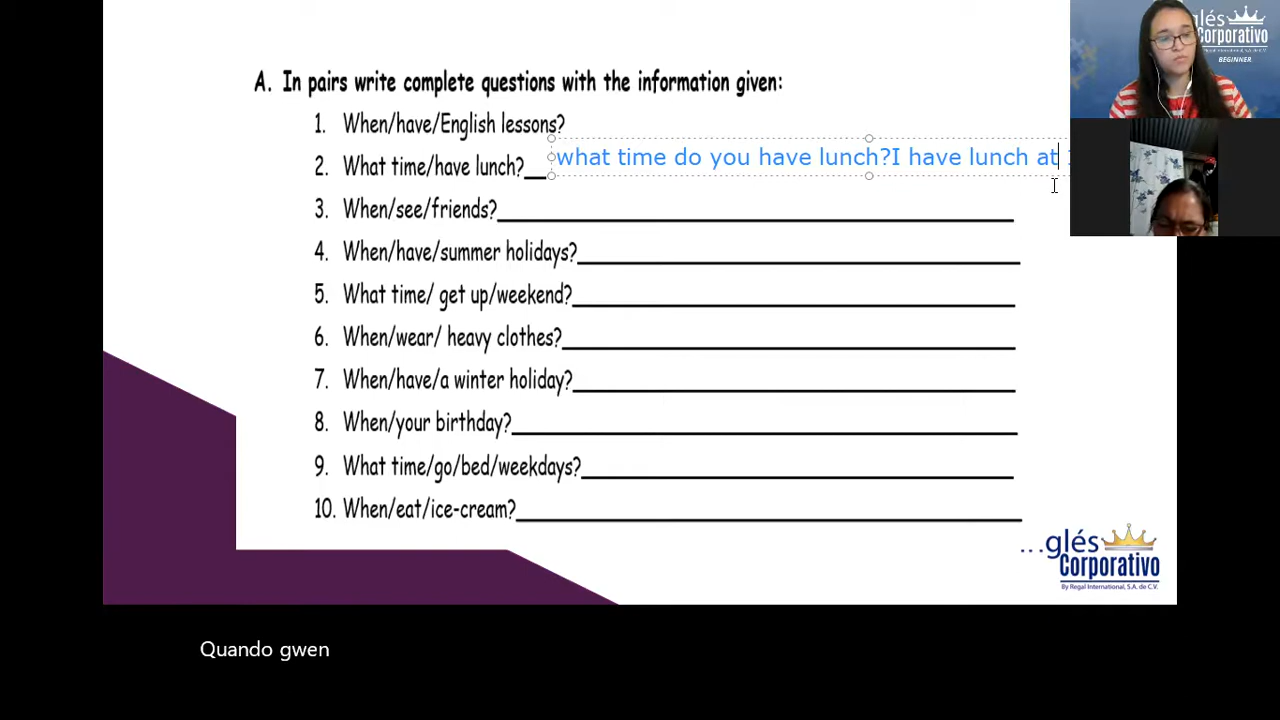 glés
Corporativo
BEGINNER
A. In pairs write complete questions with the information given:
1. When/have/English lessons?
2. What time/have lunch?__ what time do you have lunch?I have lunch at
3. When/see/friends?
4. When/have/summer holidays?
5. What time/ get up/weekend?
6. When/wear/ heavy clothes?
7. When/have/a winter holiday?
8. When/your birthday?
9. What time/go/bed/weekdays?
10. When/eat/ice-cream?
...glés
Corporativo
By Regal International, S.A. de C.V.
Quando gwen